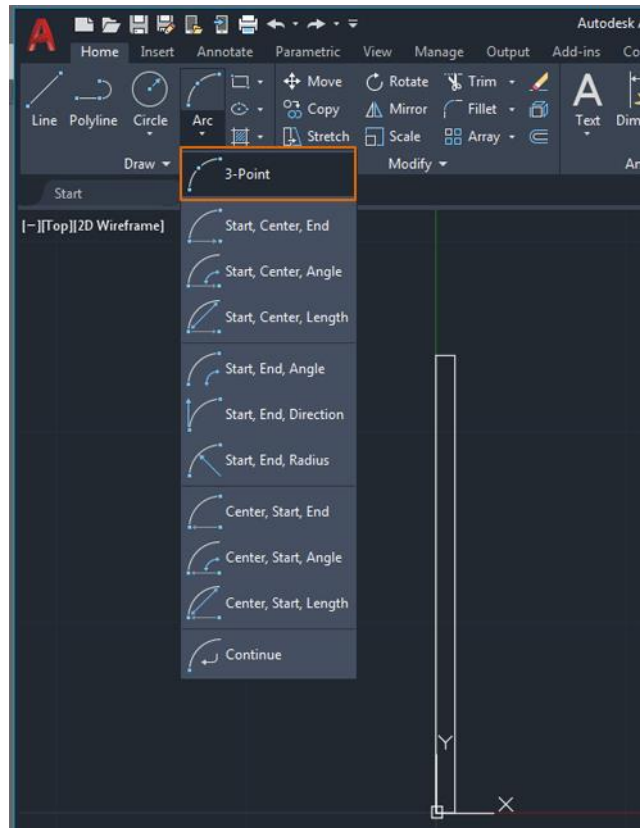 Autodesk A
Home Insert Annotate Parametric View Manage Output Add-ins Co
Move Rotate Trim
Line Polyline Circle Arc Copy Mirror Fillet Text Dim
Stretch Scale Array
Draw Modify An
3-Point
Start
[−][Top][2D Wireframe]
Start, Center, End
Start, Center, Angle
Start, Center, Length
Start, End, Angle
Start, End, Direction
Start, End, Radius
Center, Start, End
Center, Start, Angle
Center, Start, Length
Continue
Y
X